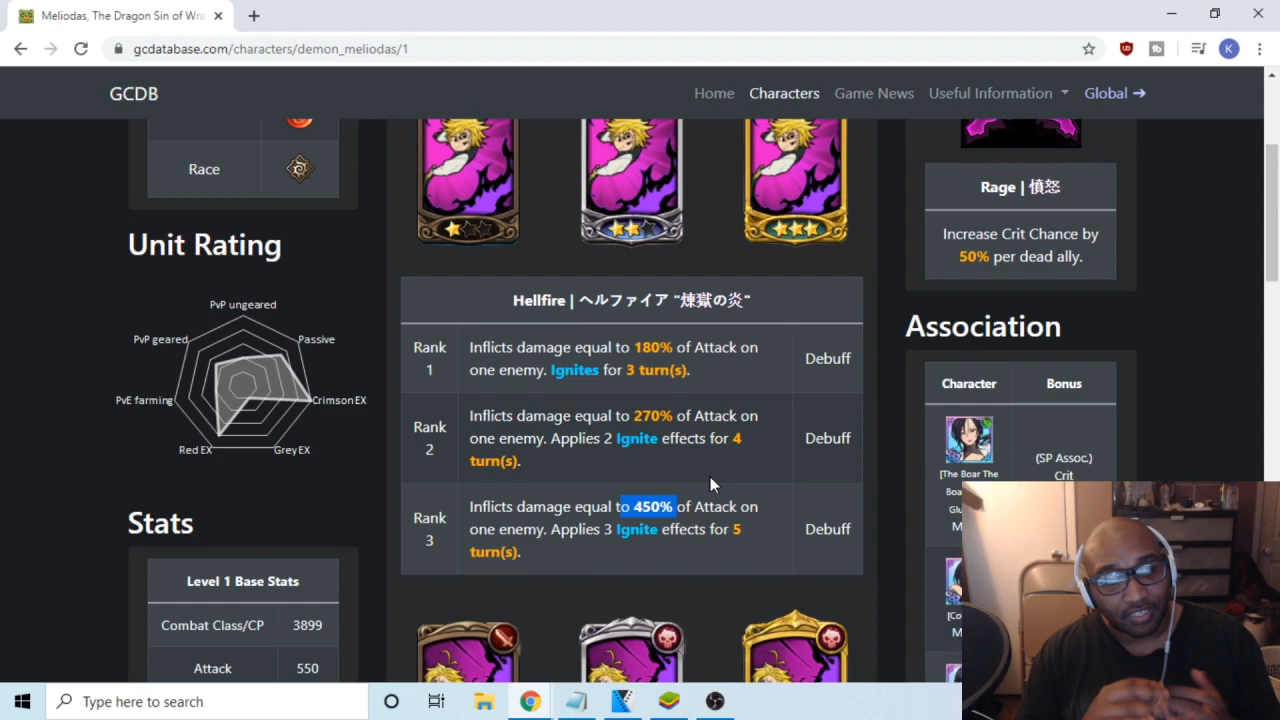 Meliodas, The Dragon Sin of Wra
gcdatabase.com/characters/demon_meliodas/1
K
GCDB
Home
Characters
Game News
Useful Information
Global →
Race
Unit Rating
PvP ungeared
PvP geared
Passive
PvE farming
Crimson EX
Red EX
Grey EX
Stats
Level 1 Base Stats
Combat Class/CP 3899
Attack 550
Hellfire | ヘルファイア "煉獄の炎"
Rank
1
Inflicts damage equal to 180% of Attack on
one enemy. Ignites for 3 turn(s).
Debuff
Rank
2
Inflicts damage equal to 270% of Attack on
one enemy. Applies 2 Ignite effects for 4
turn(s).
Debuff
Rank
3
Inflicts damage equal to 450% of Attack on
one enemy. Applies 3 Ignite effects for 5
turn(s).
Debuff
Rage | 憤怒
Increase Crit Chance by
50% per dead ally.
Association
Character Bonus
[The Boar The
Boa
Glu
M
(SP Assoc.)
Crit
[Co
M
Type here to search